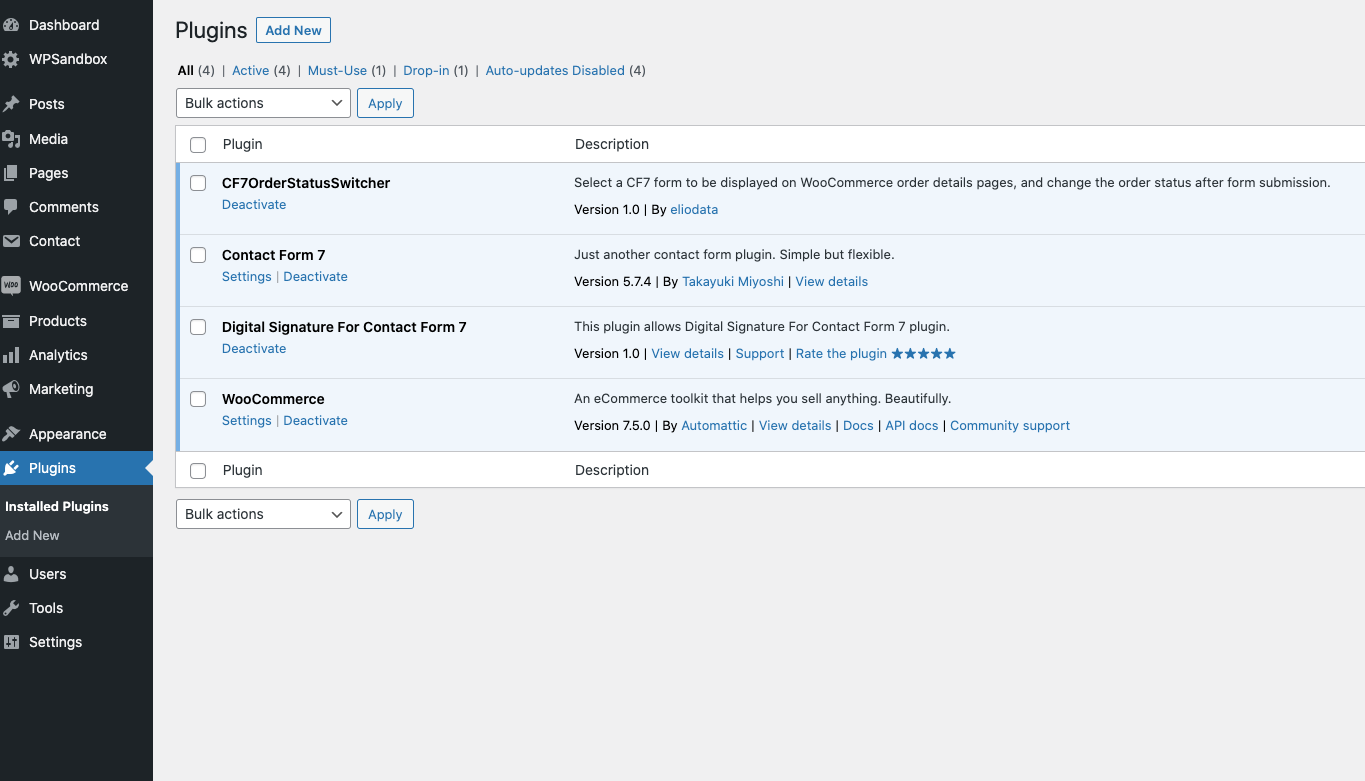 Dashboard
WPSandbox
Posts
Media
Pages
Comments
Contact
WooCommerce
Products
Analytics
Marketing
Appearance
Plugins
Installed Plugins
Add New
Users
Tools
Settings
Plugins Add New
All (4) | Active (4) | Must-Use (1) | Drop-in (1) | Auto-updates Disabled (4)
Bulk actions Apply
Plugin Description
CF7OrderStatusSwitcher Select a CF7 form to be displayed on WooCommerce order details pages, and change the order status after form submission.
Deactivate Version 1.0 | By eliodata
Contact Form 7 Just another contact form plugin. Simple but flexible.
Settings | Deactivate Version 5.7.4 | By Takayuki Miyoshi | View details
Digital Signature For Contact Form 7 This plugin allows Digital Signature For Contact Form 7 plugin.
Deactivate Version 1.0 | View details | Support | Rate the plugin ★★★★★
WooCommerce An eCommerce toolkit that helps you sell anything. Beautifully.
Settings | Deactivate Version 7.5.0 | By Automattic | View details | Docs | API docs | Community support
Plugin Description
Bulk actions Apply